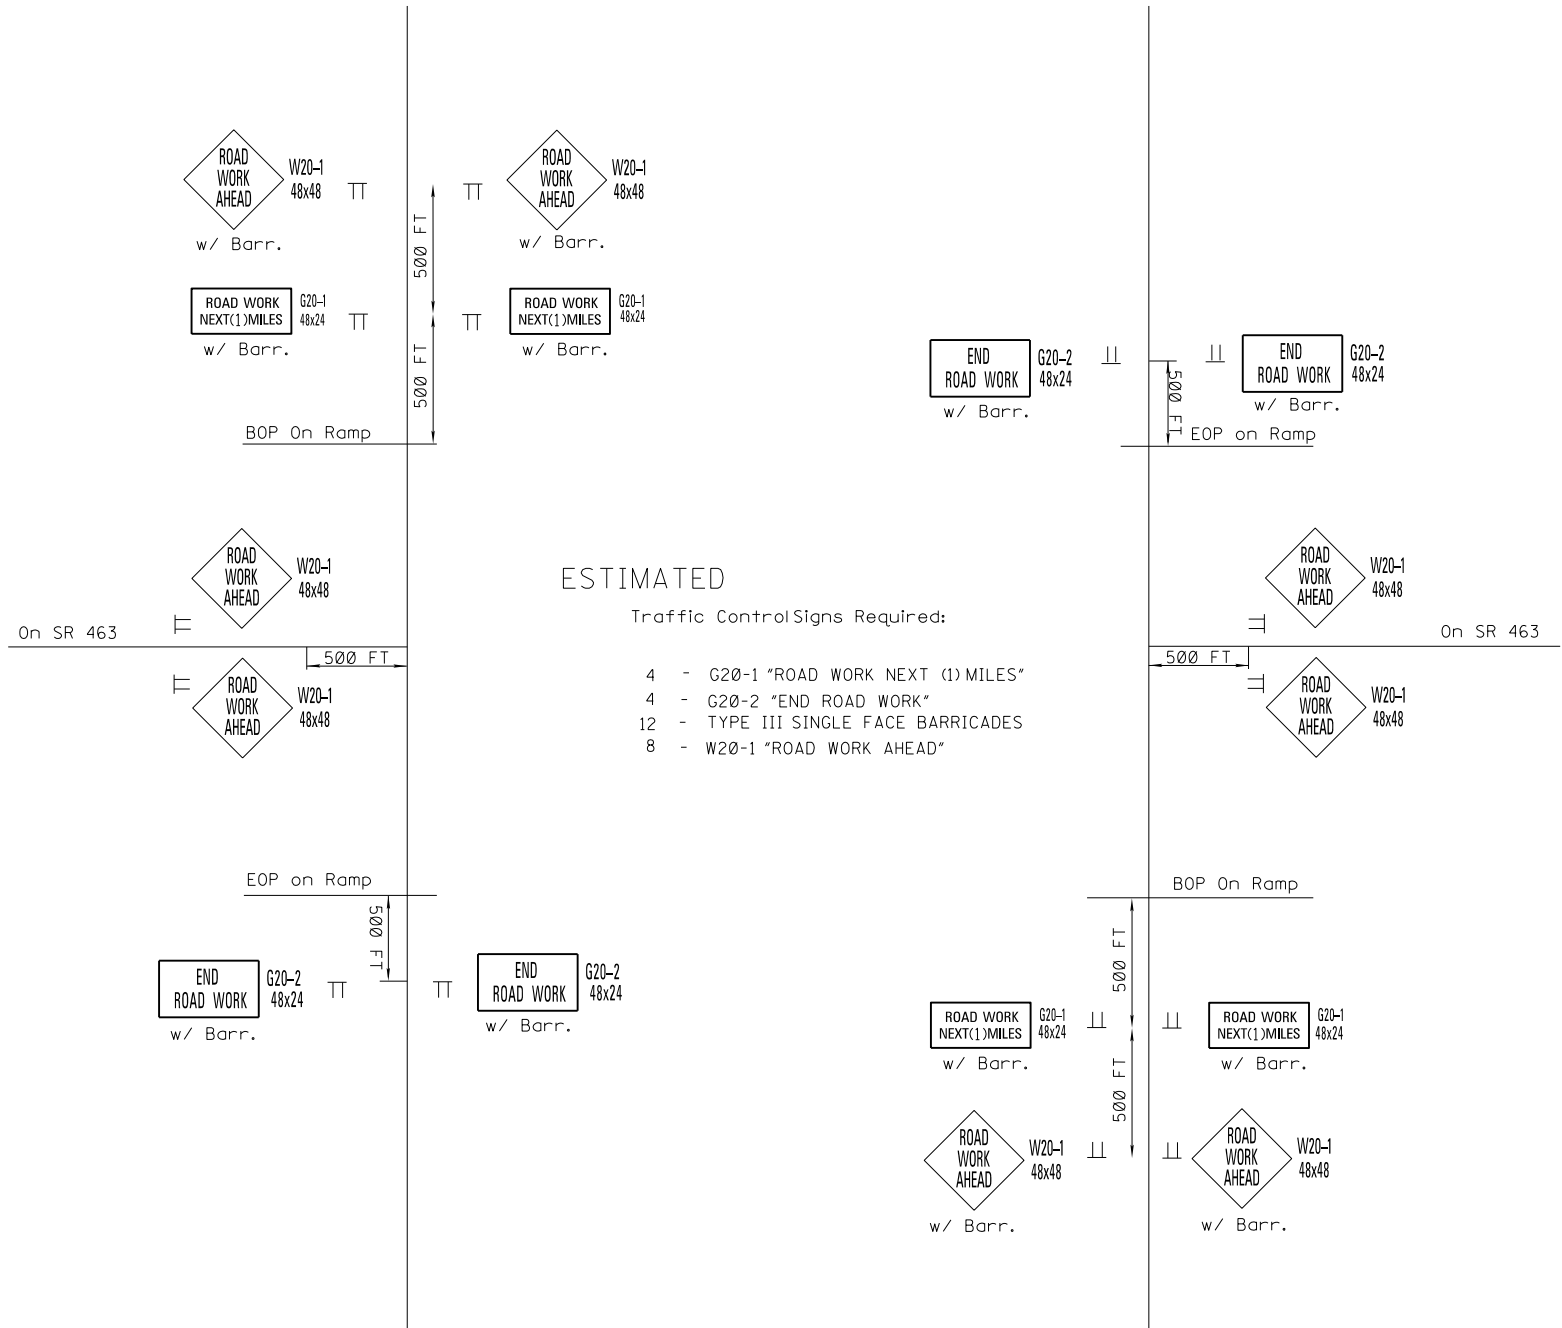 ROAD
WORK
AHEAD
W20-1
48x48
w/ Barr.
ROAD
WORK
AHEAD
W20-1
48x48
w/ Barr.
500 FT
ROAD WORK
NEXT(1)MILES
G20-1
48x24
w/ Barr.
ROAD WORK
NEXT(1)MILES
G20-1
48x24
w/ Barr.
500 FT
BOP On Ramp
END
ROAD WORK
G20-2
48x24
w/ Barr.
END
ROAD WORK
G20-2
48x24
w/ Barr.
500 FT
EOP on Ramp
ROAD
WORK
AHEAD
W20-1
48x48
On SR 463
500 FT
ROAD
WORK
AHEAD
W20-1
48x48
ESTIMATED
Traffic Control Signs Required:
4 - G20-1 "ROAD WORK NEXT (1) MILES"
4 - G20-2 "END ROAD WORK"
12 - TYPE III SINGLE FACE BARRICADES
8 - W20-1 "ROAD WORK AHEAD"
ROAD
WORK
AHEAD
W20-1
48x48
On SR 463
500 FT
ROAD
WORK
AHEAD
W20-1
48x48
EOP on Ramp
500 FT
END
ROAD WORK
G20-2
48x24
w/ Barr.
END
ROAD WORK
G20-2
48x24
w/ Barr.
BOP On Ramp
500 FT
ROAD WORK
NEXT(1)MILES
G20-1
48x24
w/ Barr.
ROAD WORK
NEXT(1)MILES
G20-1
48x24
w/ Barr.
500 FT
ROAD
WORK
AHEAD
W20-1
48x48
w/ Barr.
ROAD
WORK
AHEAD
W20-1
48x48
w/ Barr.